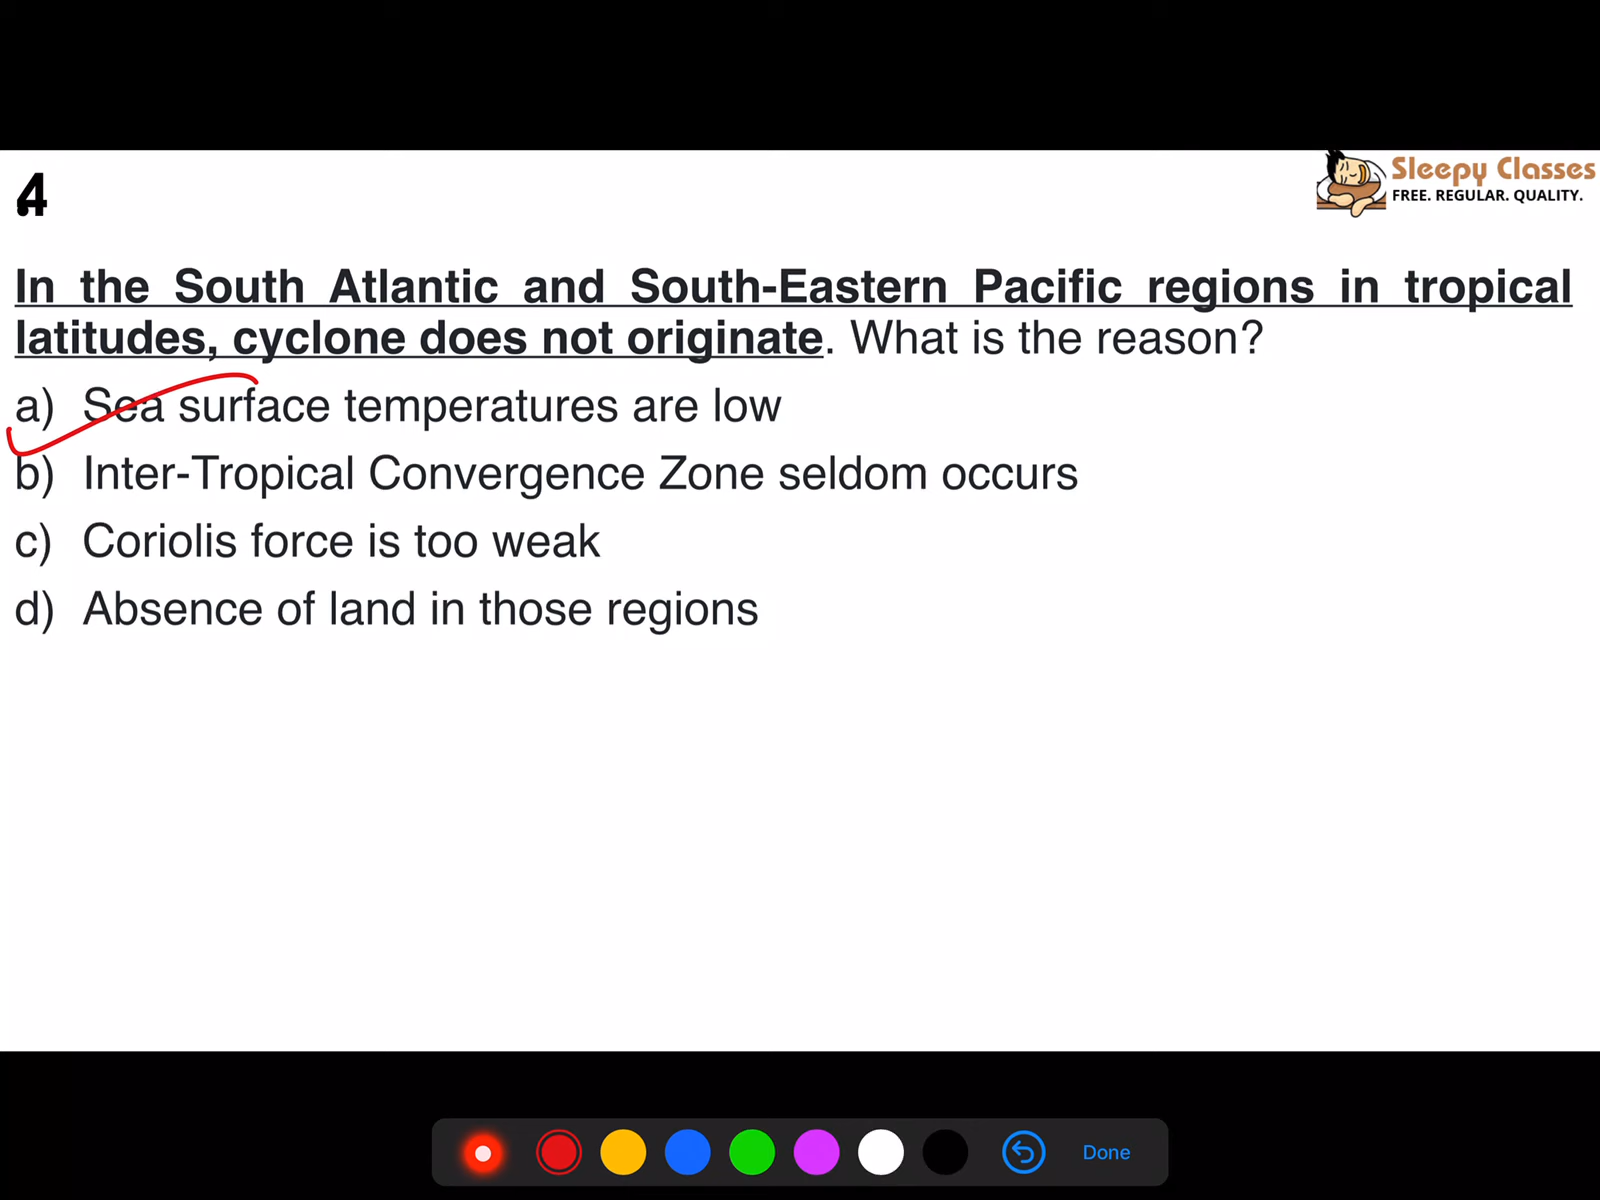 4
Sleepy Classes
FREE. REGULAR. QUALITY.
In the South Atlantic and South-Eastern Pacific regions in tropical
latitudes, cyclone does not originate. What is the reason?
a) Sea surface temperatures are low
b) Inter-Tropical Convergence Zone seldom occurs
c) Coriolis force is too weak
d) Absence of land in those regions
Done